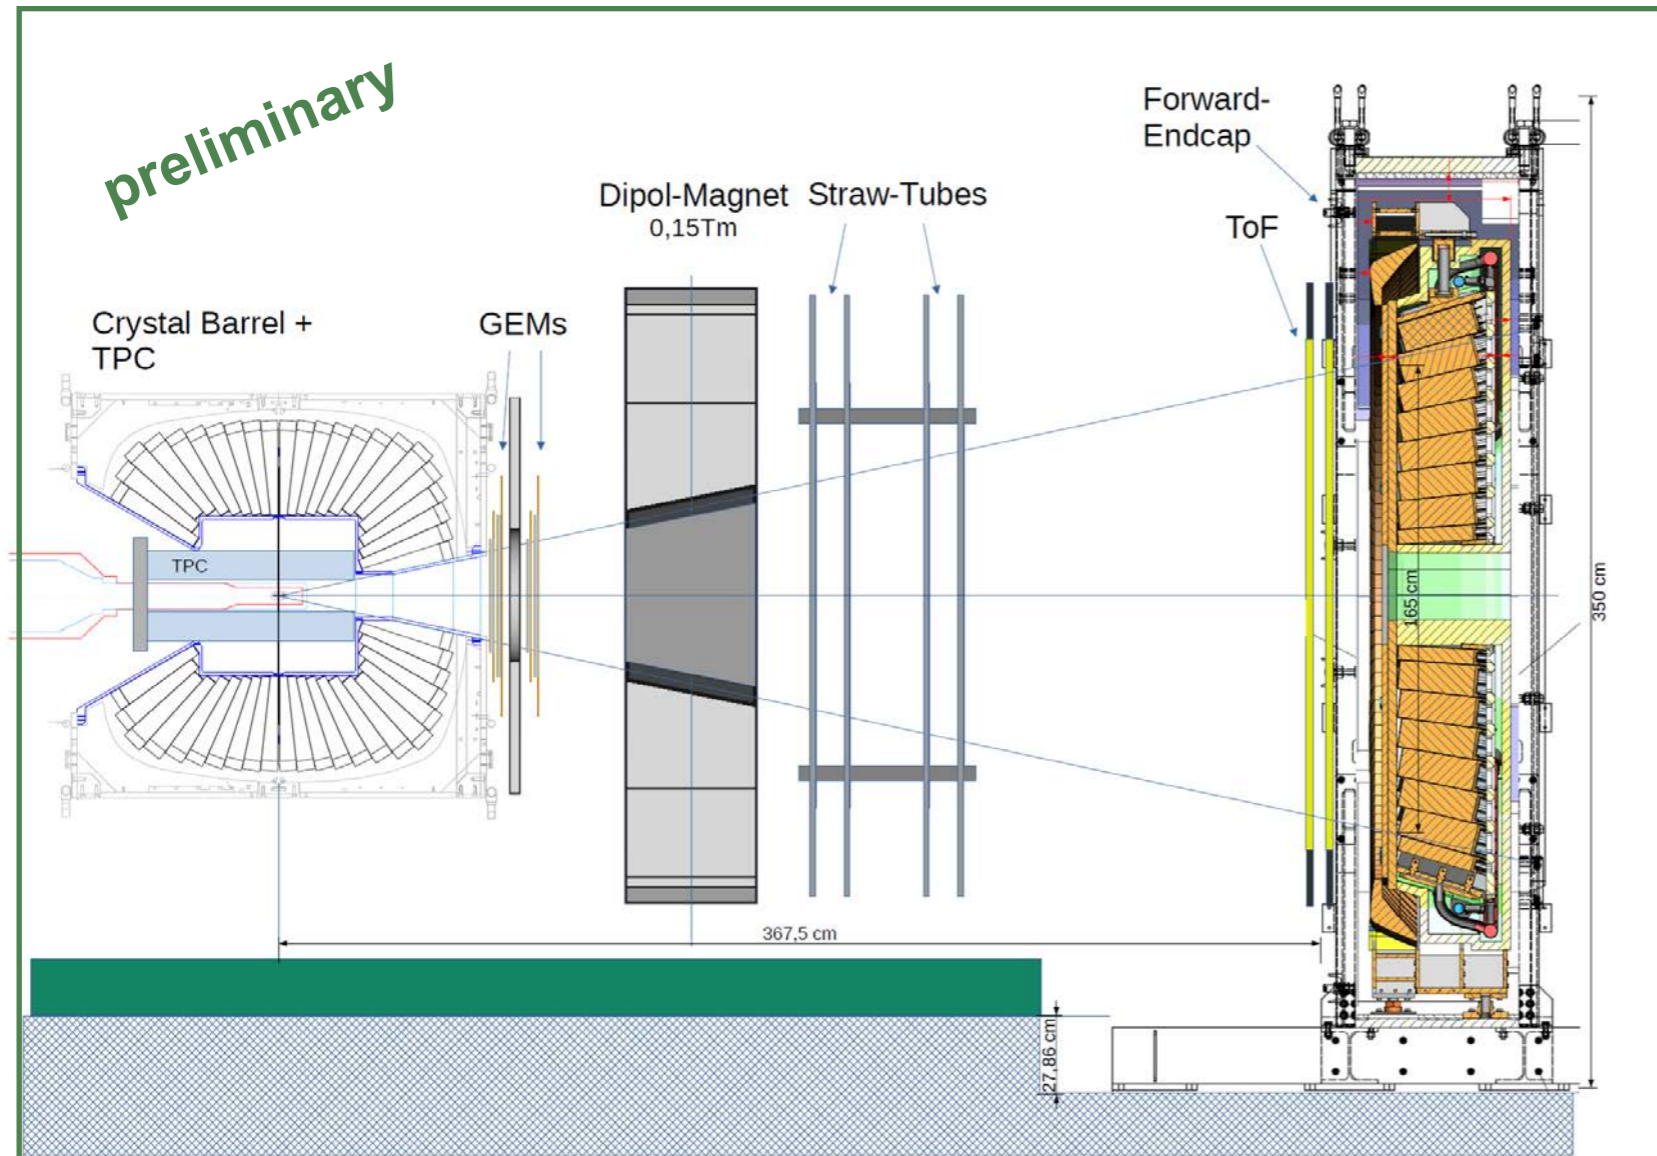 preliminary
Forward-
Endcap
Dipol-Magnet
0,15Tm
Straw-Tubes
ToF
Crystal Barrel +
TPC
GEMs
TPC
165 cm
350 cm
367,5 cm
27,86 cm